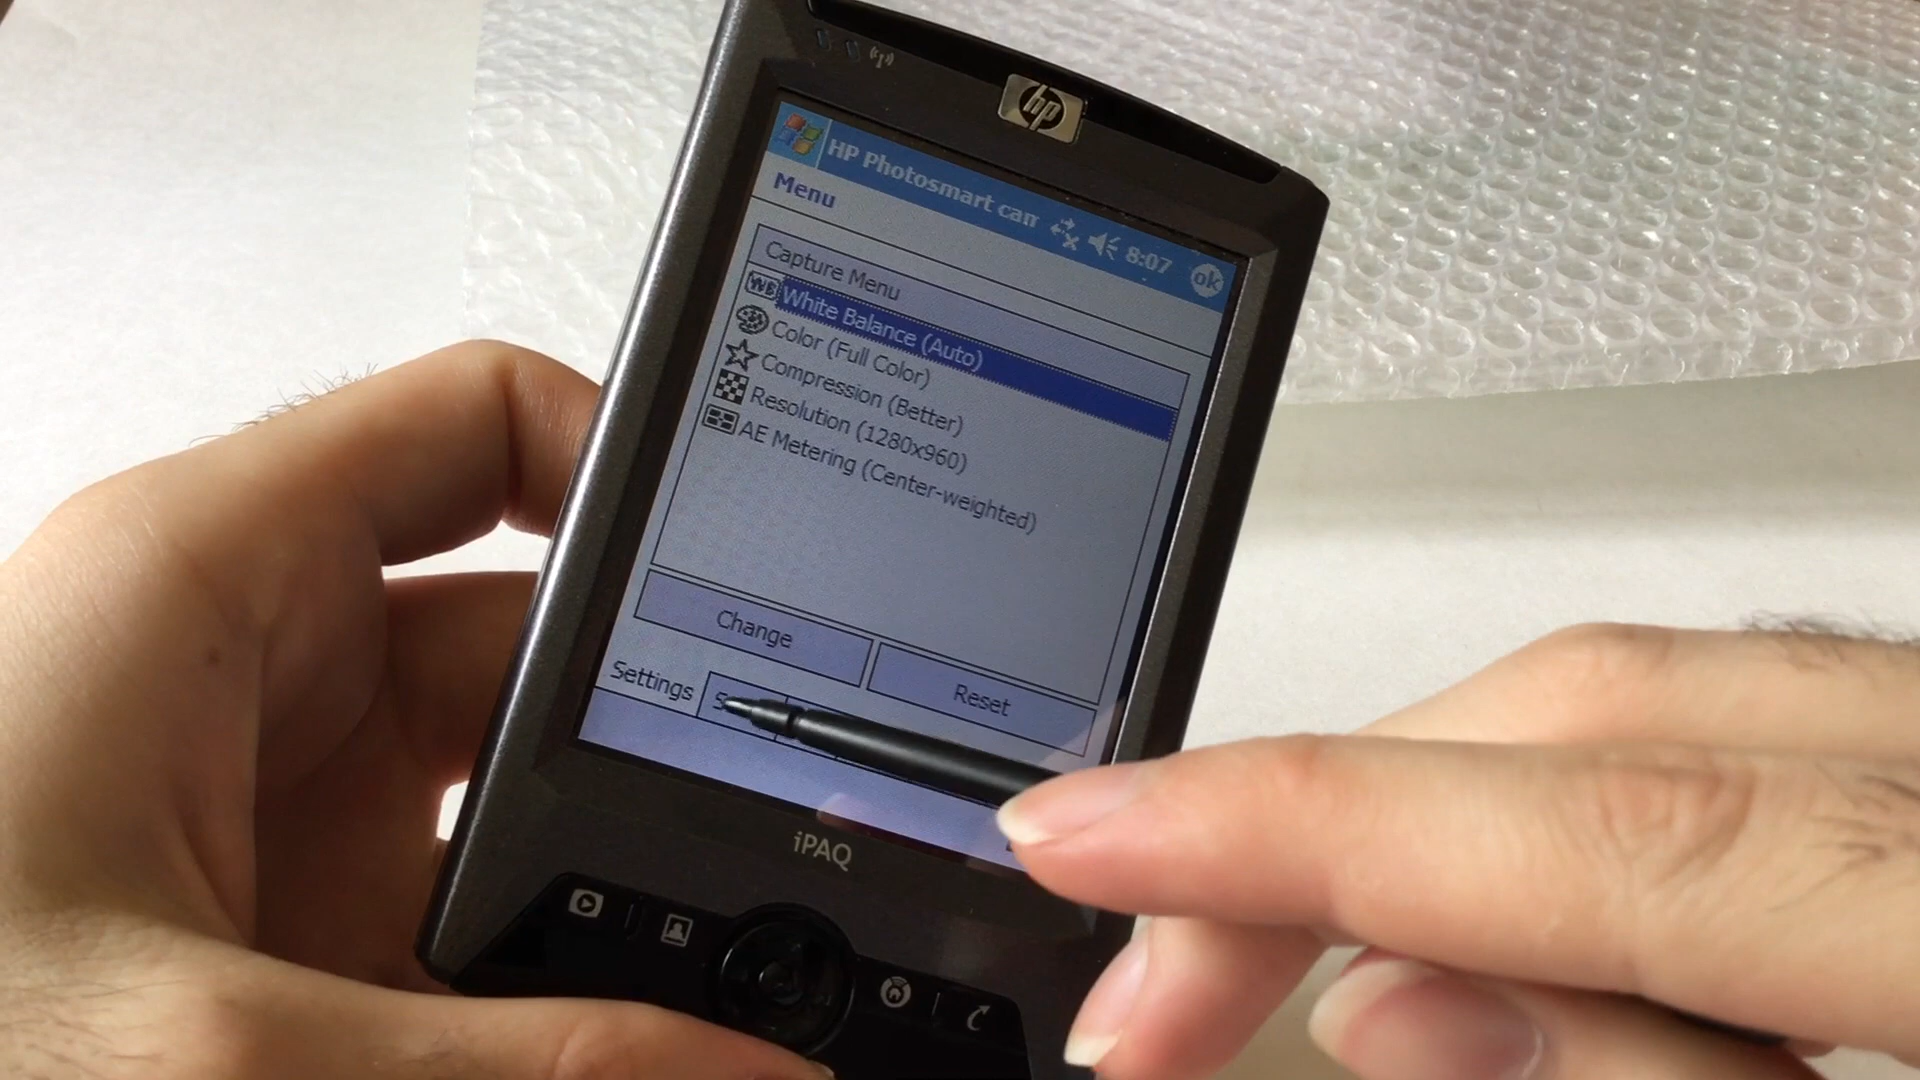 hp
HP Photosmart cam 8:07 ok
Menu
Capture Menu
WB White Balance (Auto)
Color (Full Color)
Compression (Better)
Resolution (1280x960)
AE Metering (Center-weighted)
Change Reset
Settings
iPAQ